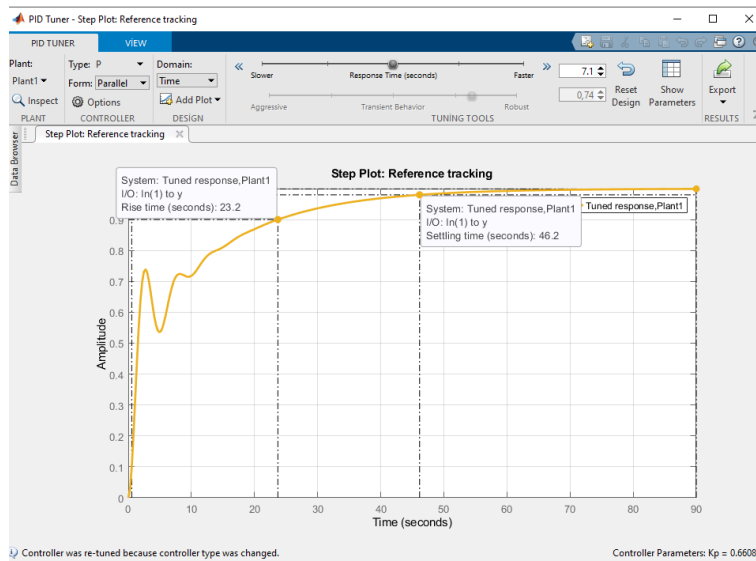 PID Tuner - Step Plot: Reference tracking
PID TUNER VIEW
Plant: Type: P Domain:
Plant1 Form: Parallel Time
Inspect Options Add Plot
PLANT CONTROLLER DESIGN
Slower Response Time (seconds) Faster
Aggressive Transient Behavior Robust
7.1
0,74
Reset Design
Show Parameters
Export
TUNING TOOLS RESULTS
Data Browser
Step Plot: Reference tracking
Step Plot: Reference tracking
System: Tuned response,Plant1
I/O: In(1) to y
Rise time (seconds): 23.2
System: Tuned response,Plant1
I/O: In(1) to y
Settling time (seconds): 46.2
Tuned response,Plant1
Amplitude
0.9
0.8
0.7
0.6
0.5
0.4
0.3
0.2
0.1
0
0 10 20 30 40 50 60 70 80 90
Time (seconds)
Controller was re-tuned because controller type was changed.
Controller Parameters: Kp = 0.6608